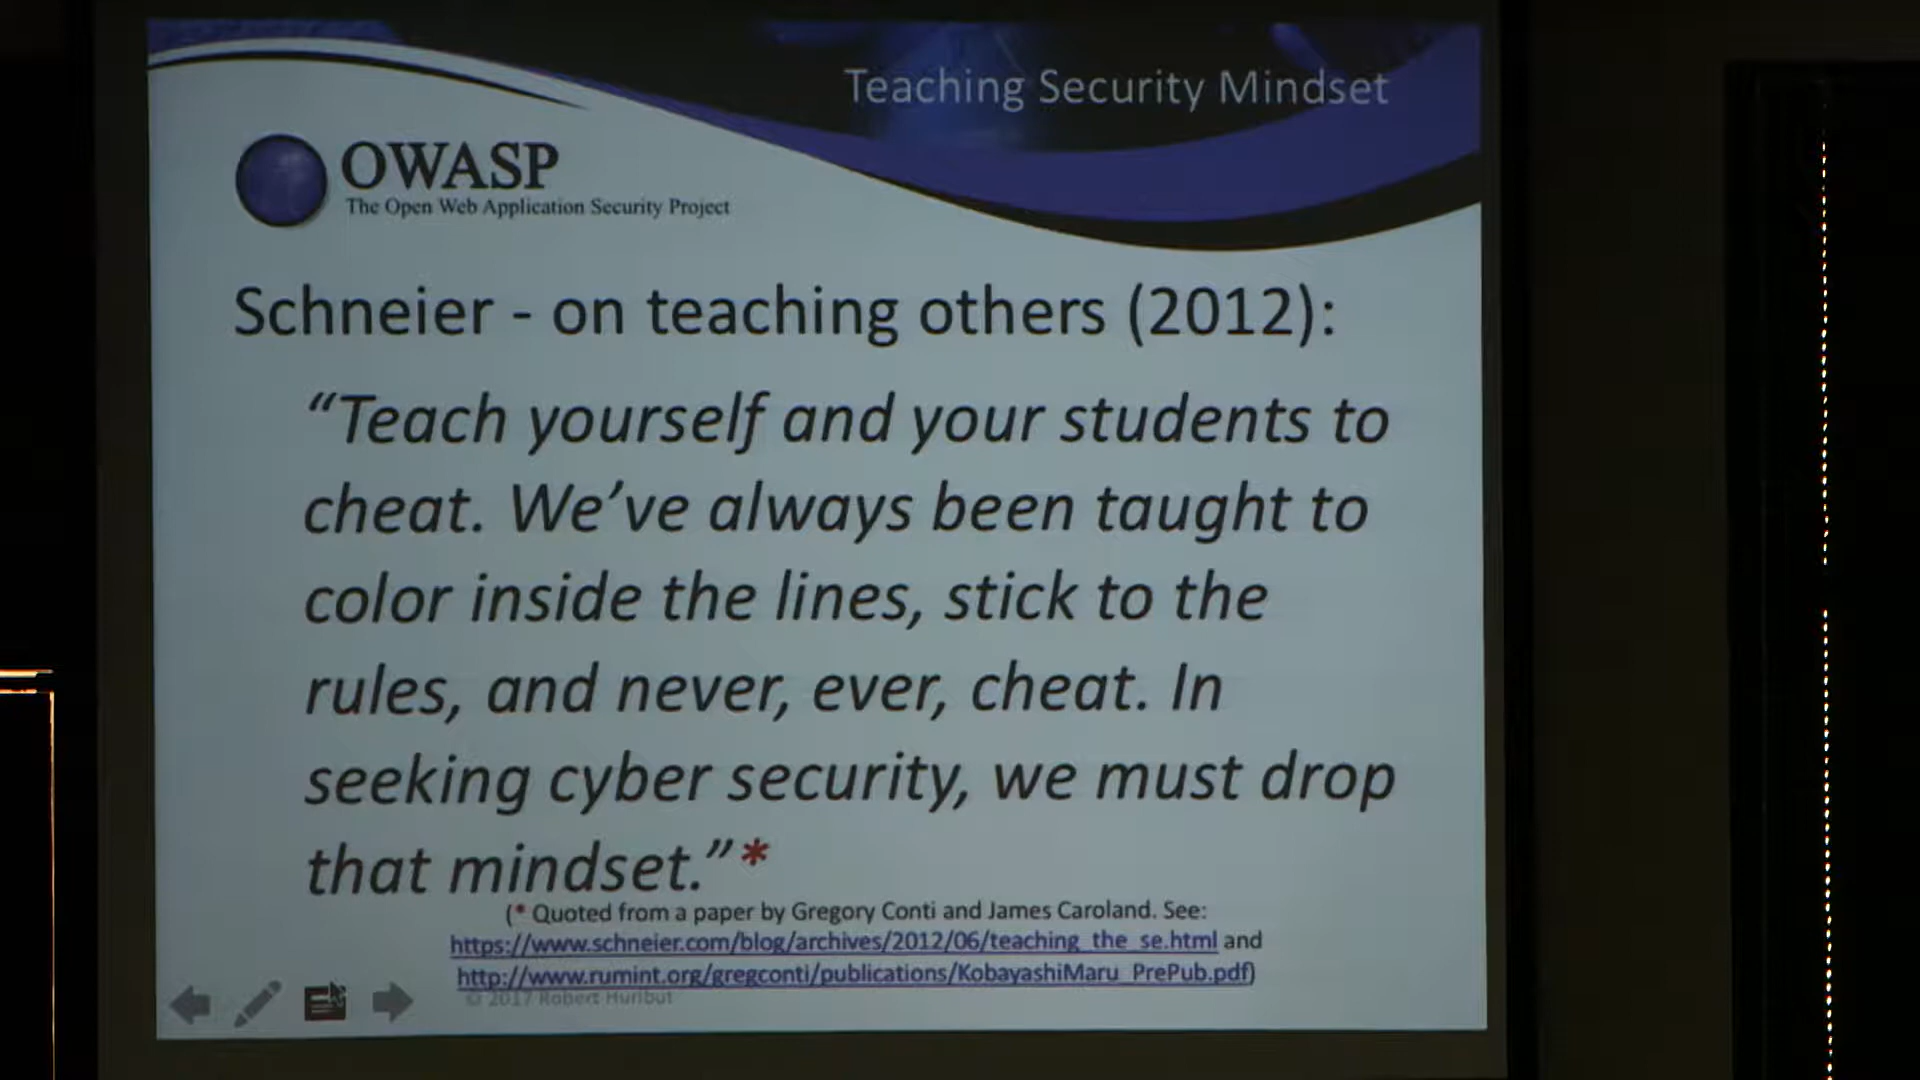 Teaching Security Mindset
OWASP
The Open Web Application Security Project
Schneier - on teaching others (2012):
“Teach yourself and your students to
cheat. We’ve always been taught to
color inside the lines, stick to the
rules, and never, ever, cheat. In
seeking cyber security, we must drop
that mindset.”*
(* Quoted from a paper by Gregory Conti and James Caroland. See:
https://www.schneier.com/blog/archives/2012/06/teaching_the_se.html and
http://www.rumint.org/gregconti/publications/KobayashiMaru_PrePub.pdf)
© 2017 Robert Hurlbut